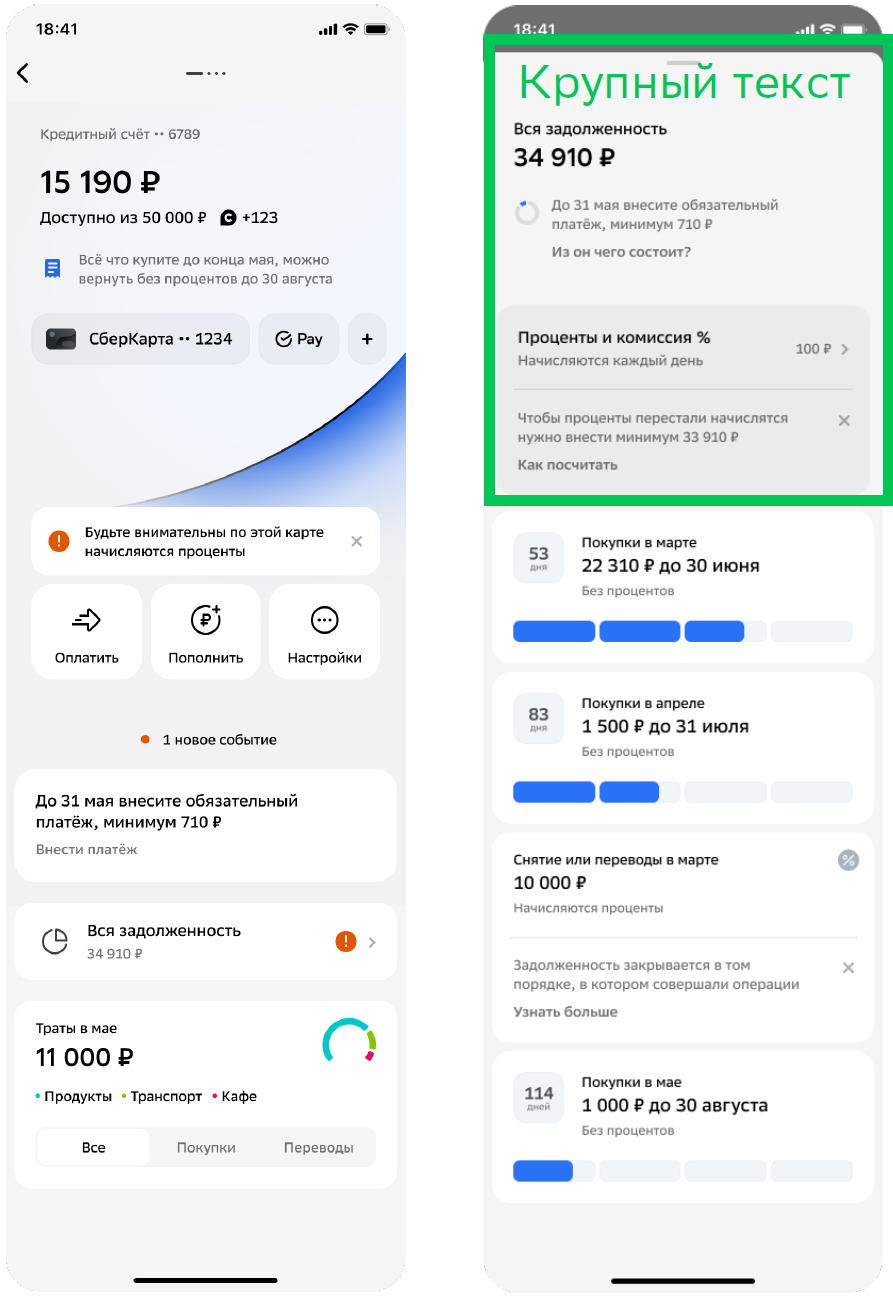 18:41
Кредитный счёт •• 6789
15 190 ₽
Доступно из 50 000 ₽ С +123
Всё что купите до конца мая, можно
вернуть без процентов до 30 августа
СберКарта •• 1234
Pay
+
Будьте внимательны по этой карте
начисляются проценты
Оплатить
Пополнить
Настройки
1 новое событие
До 31 мая внесите обязательный
платёж, минимум 710 ₽
Внести платёж
Вся задолженность
34 910 ₽
Траты в мае
11 000 ₽
• Продукты • Транспорт • Кафе
Все
Покупки
Переводы
18:41
Крупный текст
Вся задолженность
34 910 ₽
До 31 мая внесите обязательный
платёж, минимум 710 ₽
Из он чего состоит?
Проценты и комиссия %
Начисляются каждый день
100 ₽
Чтобы проценты перестали начислятся
нужно внести минимум 33 910 ₽
Как посчитать
53
дня
Покупки в марте
22 310 ₽ до 30 июня
Без процентов
83
дня
Покупки в апреле
1 500 ₽ до 31 июля
Без процентов
Снятие или переводы в марте
%
10 000 ₽
Начисляются проценты
Задолженность закрывается в том
порядке, в котором совершали операции
Узнать больше
114
дней
Покупки в мае
1 000 ₽ до 30 августа
Без процентов